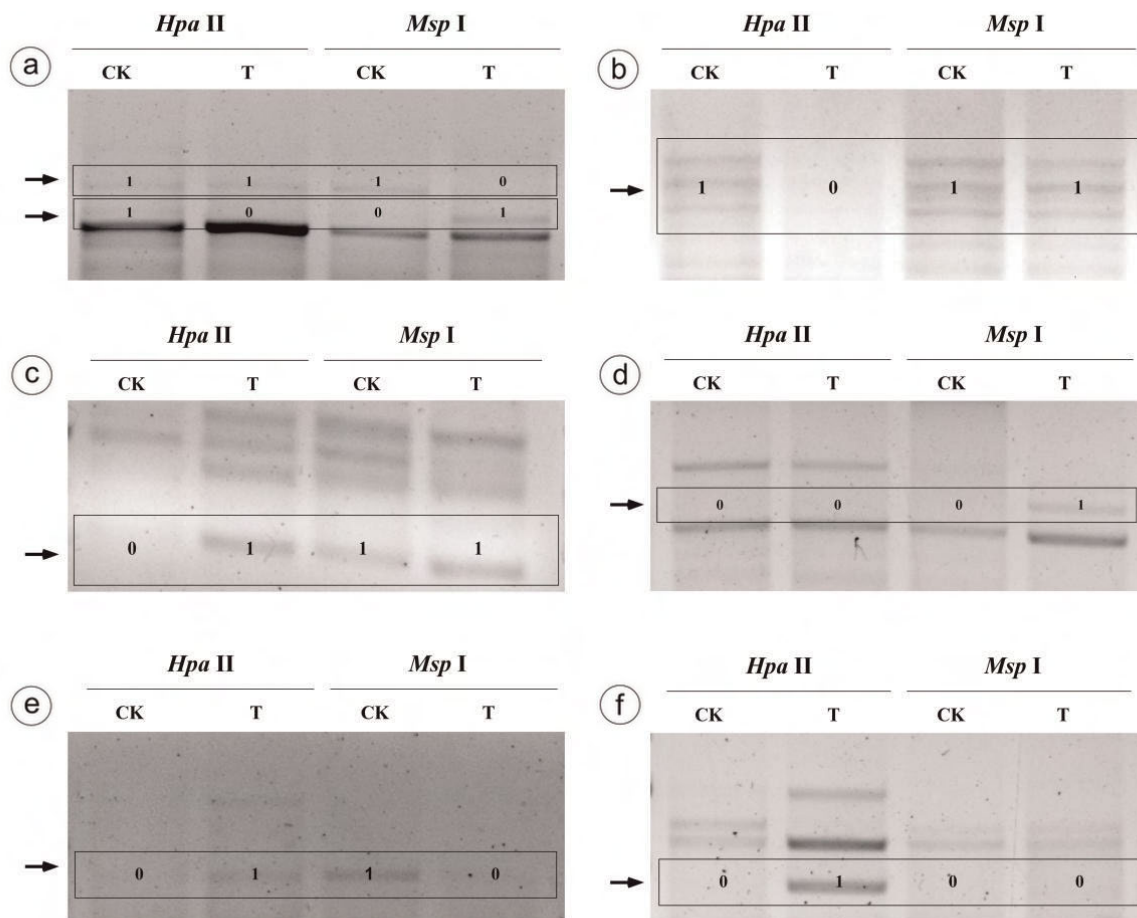 Hpa II Msp I
a CK T CK T
1 1 1 0
1 0 0 1
Hpa II Msp I
b CK T CK T
1 0 1 1
Hpa II Msp I
c CK T CK T
0 1 1 1
Hpa II Msp I
d CK T CK T
0 0 0 1
Hpa II Msp I
e CK T CK T
0 1 1 0
Hpa II Msp I
f CK T CK T
0 1 0 0